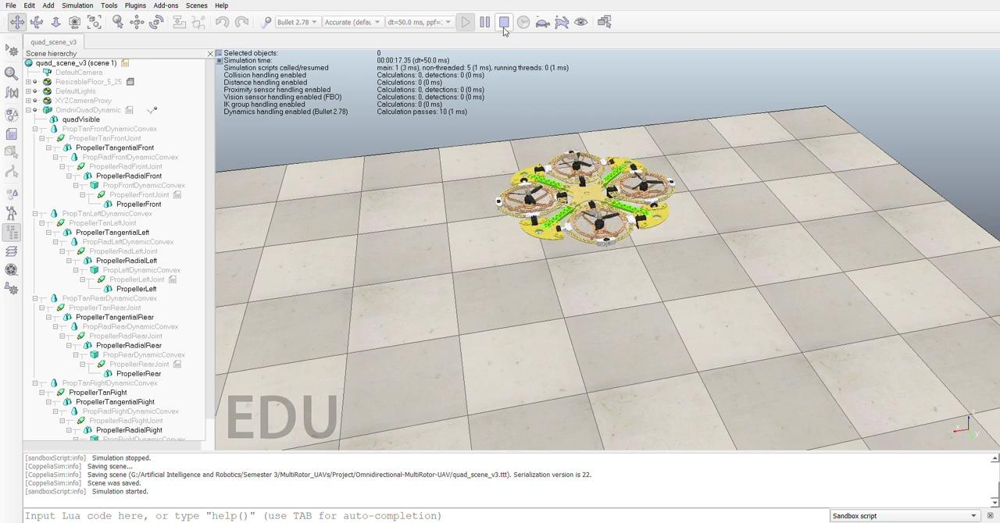 File Edit Add Simulation Tools Plugins Add-ons Scenes Help
Bullet 2.78 Accurate (defau dt=50.0 ms, ppf=:
quad_scene_v3
Scene hierarchy
quad_scene_v3 (scene 1)
DefaultCamera
ResizableFloor_5_25
DefaultLights
XYZCameraProxy
OmdniQuadDynamic
quadVisible
PropTanFrontDynamicConvex
PropellerTanFrontJoint
PropellerTangentialFront
PropRadFrontDynamicConvex
PropellerRadFrontJoint
PropellerRadialFront
PropFrontDynamicConvex
PropellerFrontJoint
PropellerFront
PropTanLeftDynamicConvex
PropellerTanLeftJoint
PropellerTangentialLeft
PropRadLeftDynamicConvex
PropellerRadLeftJoint
PropellerRadialLeft
PropLeftDynamicConvex
PropellerLeftJoint
PropellerLeft
PropTanRearDynamicConvex
PropellerTanRearJoint
PropellerTangentialRear
PropRadRearDynamicConvex
PropellerRadRearJoint
PropellerRadialRear
PropRearDynamicConvex
PropellerRearJoint
PropellerRear
PropTanRightDynamicConvex
PropellerTanRight
PropellerTangentialRight
PropRadRightDynamicConvex
PropellerRadRightJoint
PropellerRadialRight
PropRightDynamicConvex
Selected objects: 0
Simulation time: 00:00:17.35 (dt=50.0 ms)
Simulation scripts called/resumed main: 1 (3 ms), non-threaded: 5 (1 ms), running threads: 0 (1 ms)
Collision handling enabled Calculations: 0, detections: 0 (0 ms)
Distance handling enabled Calculations: 0 (0 ms)
Proximity sensor handling enabled Calculations: 0, detections: 0 (0 ms)
Vision sensor handling enabled (FBO) Calculations: 0, detections: 0 (0 ms)
IK group handling enabled Calculations: 0 (0 ms)
Dynamics handling enabled (Bullet 2.78) Calculation passes: 10 (1 ms)
EDU
x y
[sandboxScript:info] Simulation stopped.
[CoppeliaSim:info] Saving scene...
[CoppeliaSim:info] Saving scene (G:/Artificial Intelligence and Robotics/Semester 3/MultiRotor_UAVs/Project/Omnidirectional-MultiRotor-UAV/quad_scene_v3.ttt). Serialization version is 22.
[CoppeliaSim:info] Scene was saved.
[sandboxScript:info] Simulation started.
Input Lua code here, or type "help()" (use TAB for auto-completion)
Sandbox script